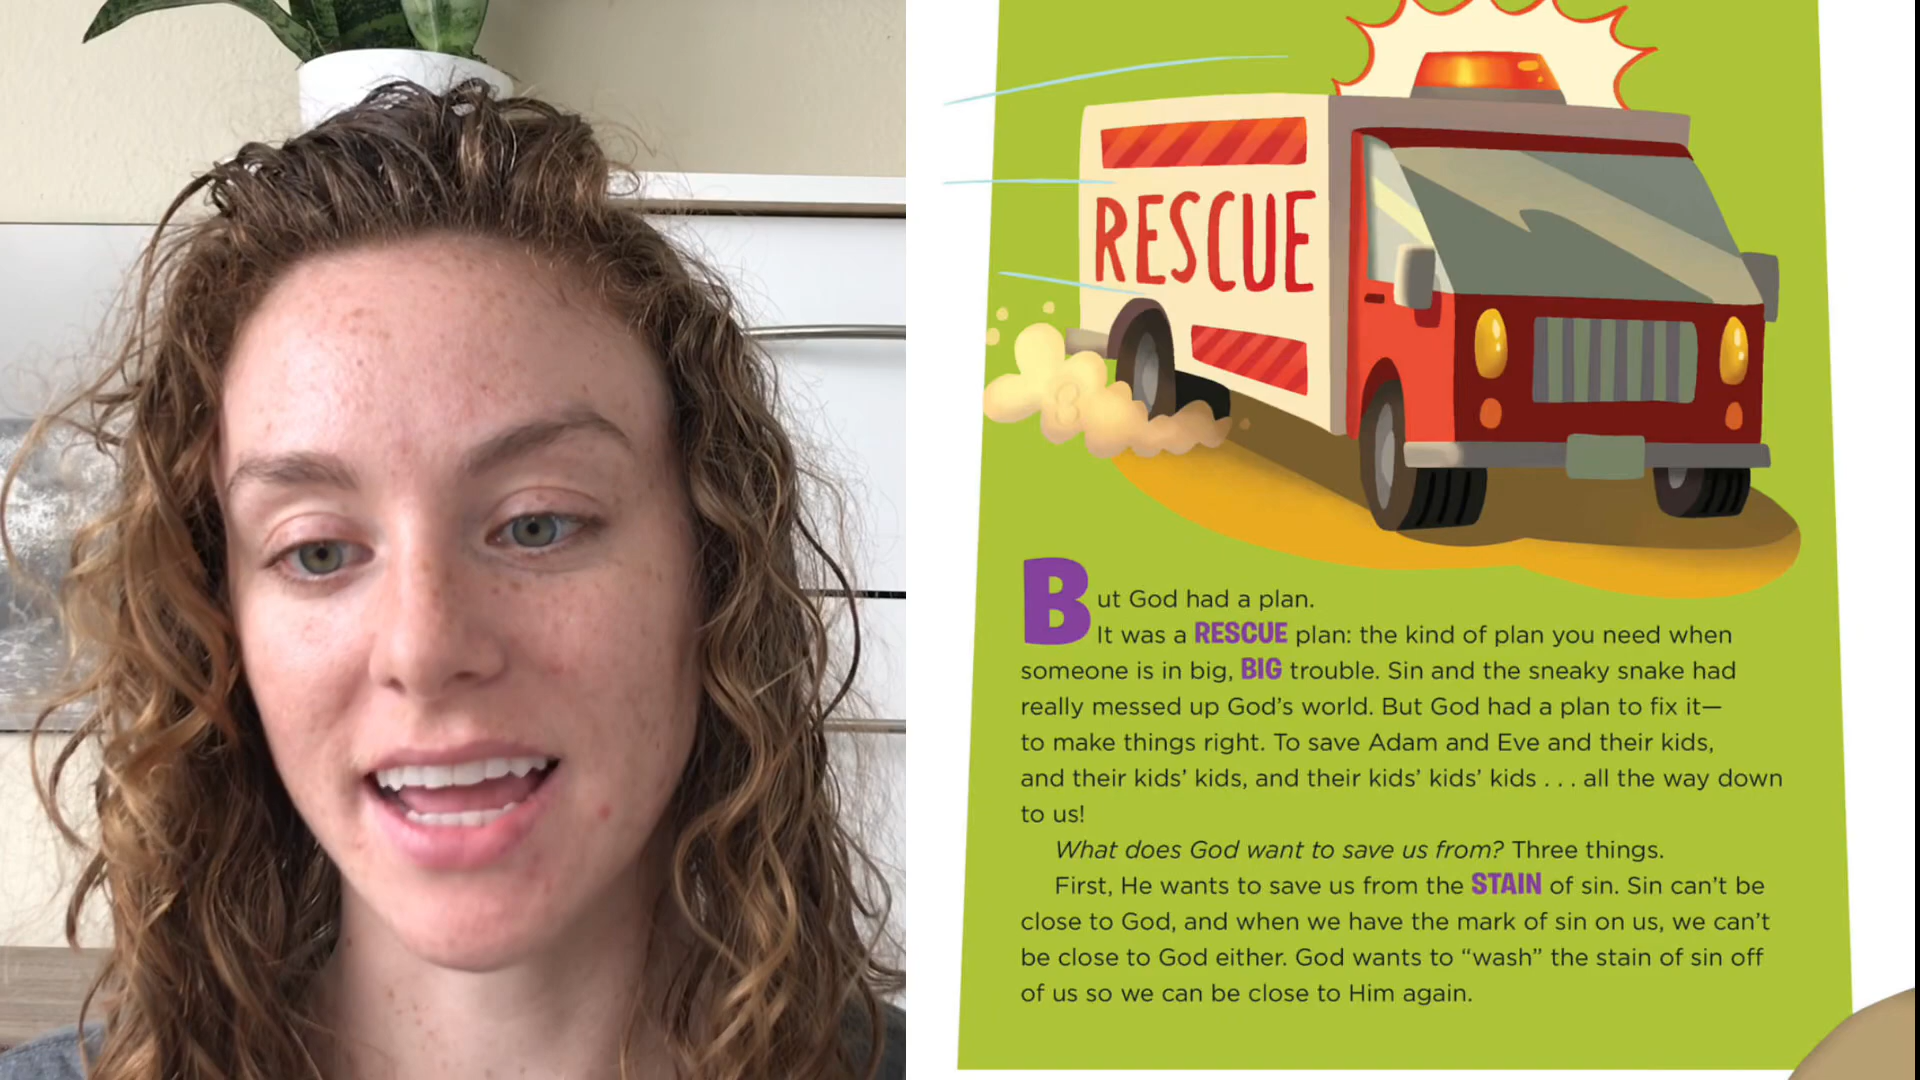 RESCUE
But God had a plan.
It was a RESCUE plan: the kind of plan you need when
someone is in big, BIG trouble. Sin and the sneaky snake had
really messed up God’s world. But God had a plan to fix it—
to make things right. To save Adam and Eve and their kids,
and their kids’ kids, and their kids’ kids’ kids . . . all the way down
to us!
What does God want to save us from? Three things.
First, He wants to save us from the STAIN of sin. Sin can’t be
close to God, and when we have the mark of sin on us, we can’t
be close to God either. God wants to “wash” the stain of sin off
of us so we can be close to Him again.